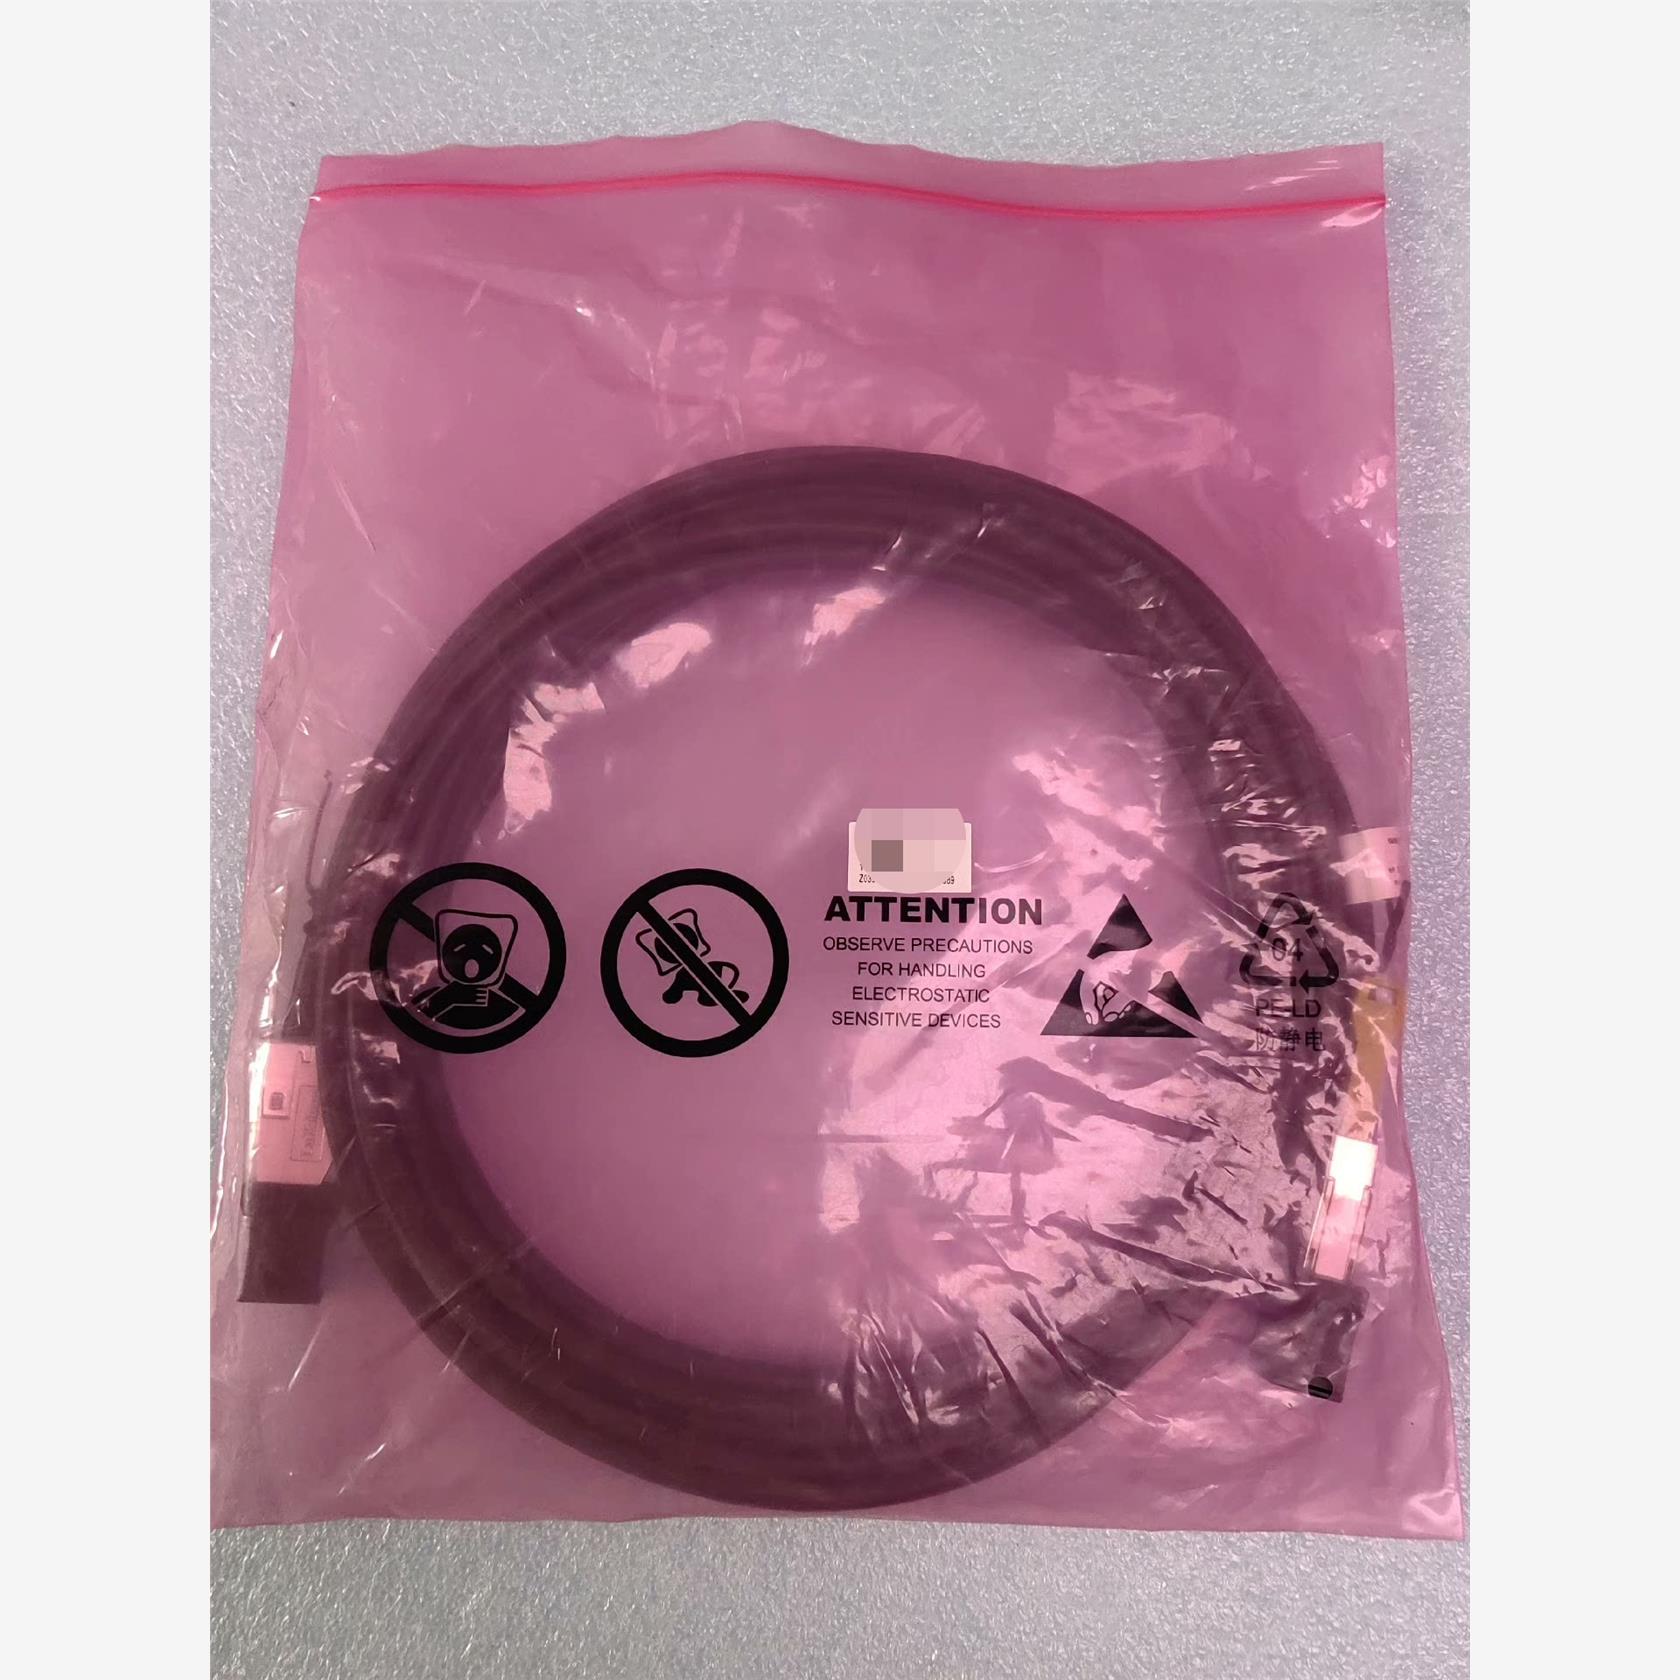 ATTENTION
OBSERVE PRECAUTIONS
FOR HANDLING
ELECTROSTATIC
SENSITIVE DEVICES
04
PE-LD
防静电